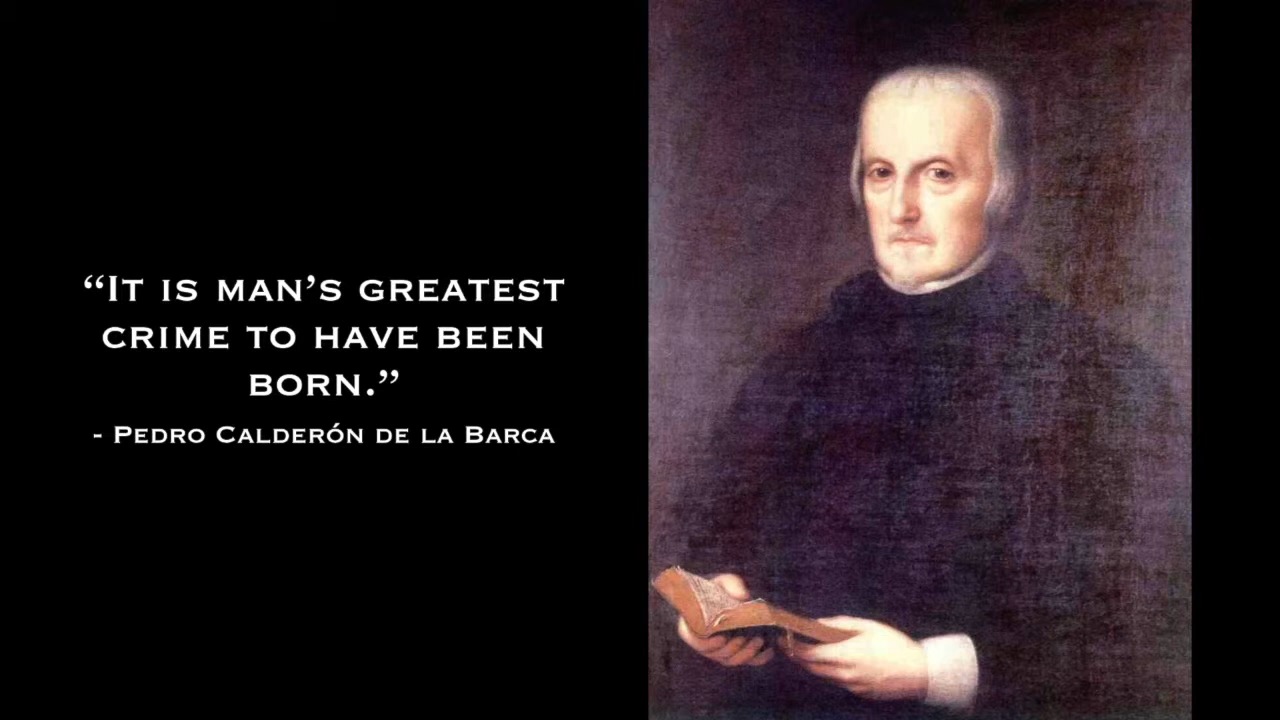 “It is man’s greatest
crime to have been
born.”
- Pedro Calderón de la Barca